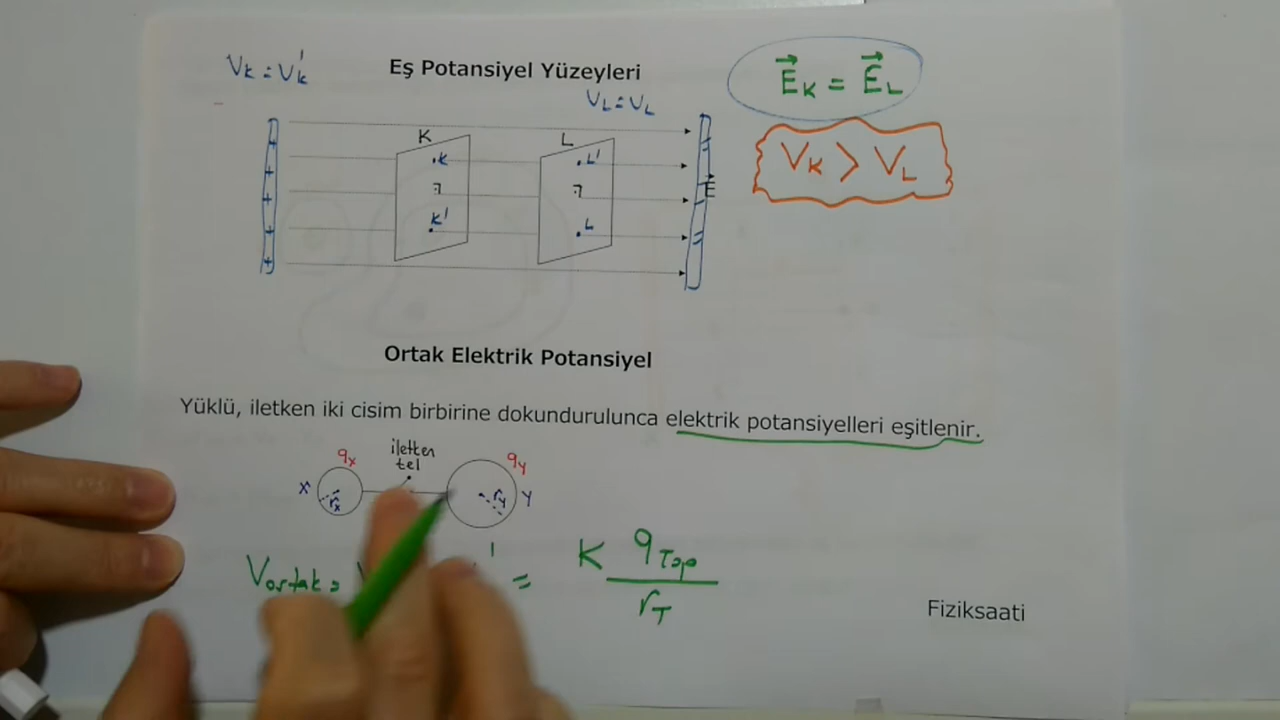 Vk = Vk'
Eş Potansiyel Yüzeyleri
VL = VL
EK = EL
VK > VL
K
L
.K
.L'
K'
.L
E
Ortak Elektrik Potansiyel
Yüklü, iletken iki cisim birbirine dokundurulunca elektrik potansiyelleri eşitlenir.
qx
iletken
tel
qy
X
rx
ry
y
Vortak =
= K qTop
rT
Fiziksaati